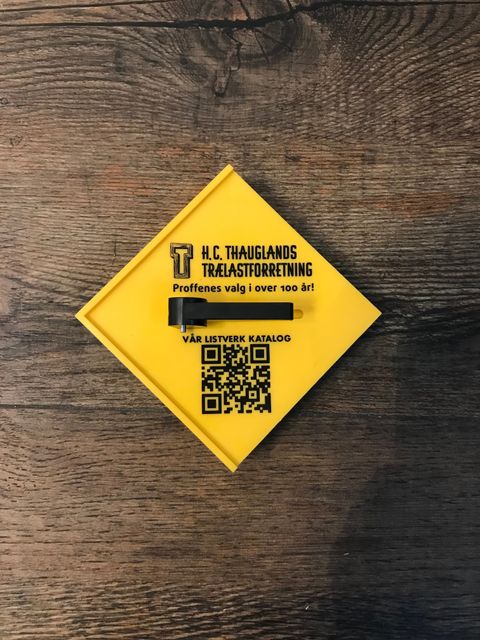 T H.C. THAUGLANDS
TRÆLASTFORRETNING
Proffenes valg i over 100 år!
VÅR LISTVERK KATALOG